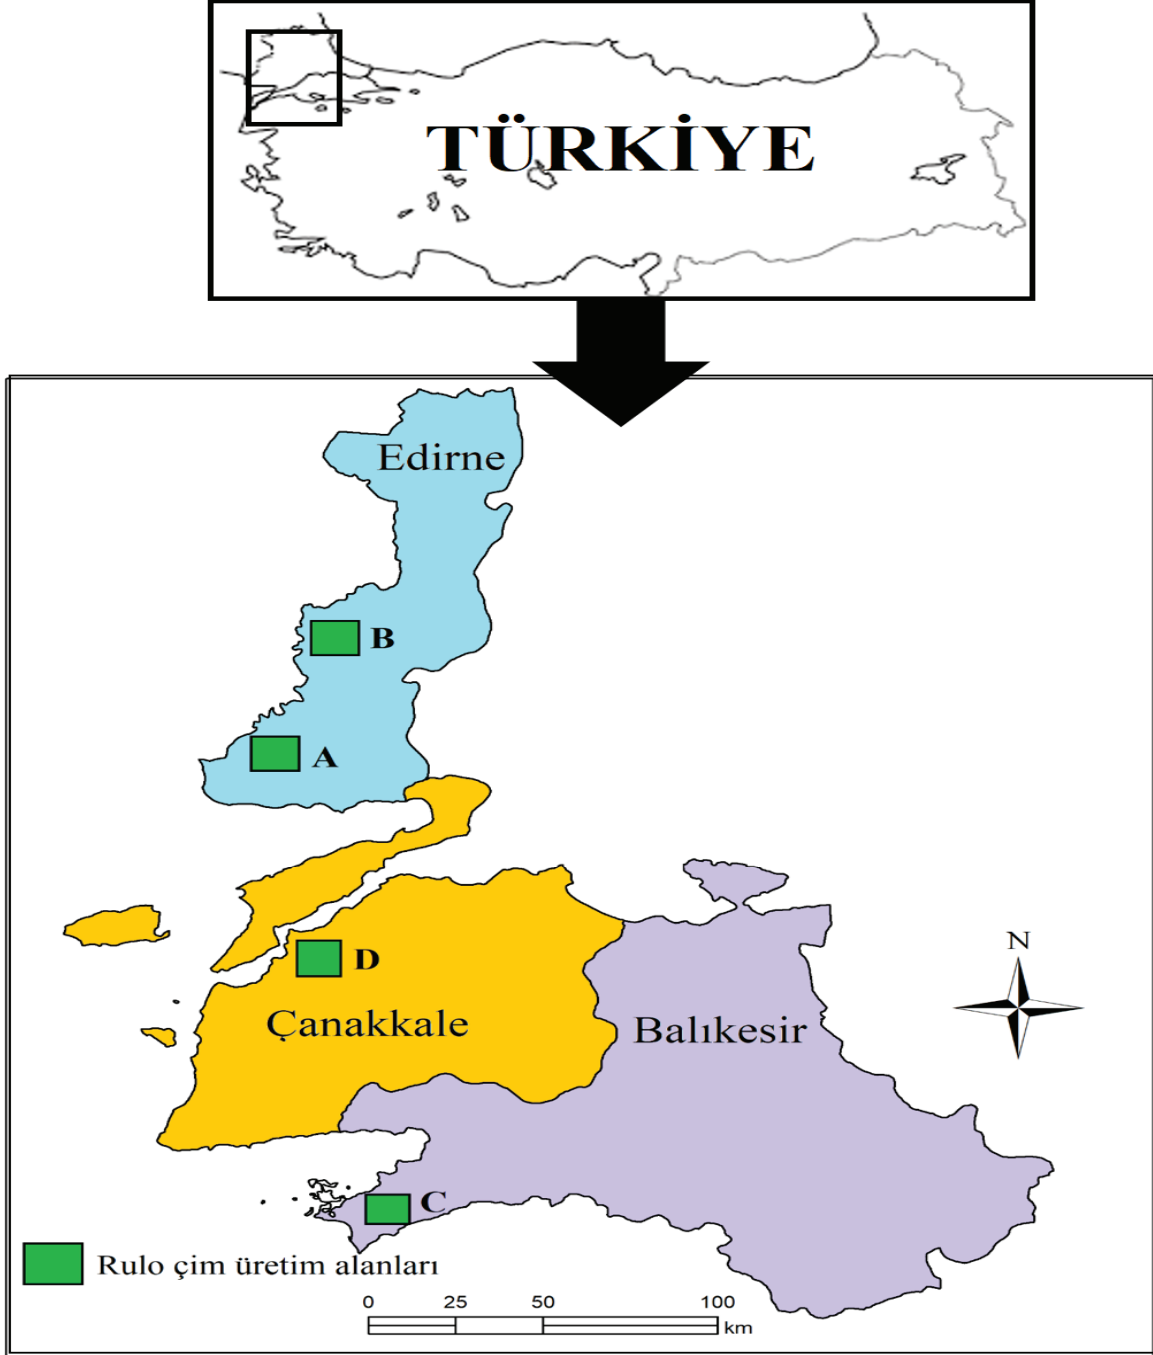 TÜRKİYE
Edirne
B
A
D
Çanakkale
N
Balıkesir
C
Rulo çim üretim alanları
0 25 50 100
km